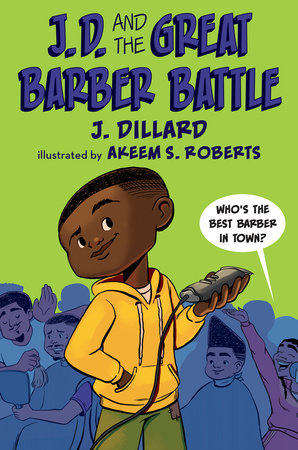 J.D. AND THE GREAT
BARBER BATTLE
J. DILLARD
illustrated by AKEEM S. ROBERTS
WHO'S THE
BEST BARBER
IN TOWN?